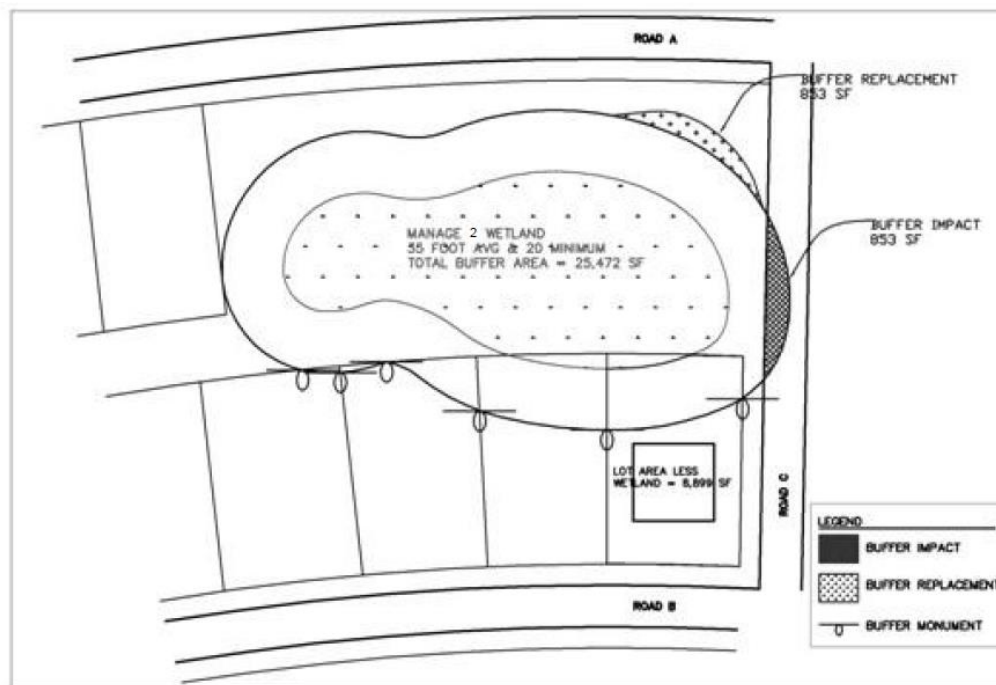 ROAD A
BUFFER REPLACEMENT
853 SF
BUFFER IMPACT
853 SF
MANAGE 2 WETLAND
55 FOOT AVG & 20 MINIMUM
TOTAL BUFFER AREA = 25,472 SF
LOT AREA LESS
WETLAND = 8,899 SF
ROAD C
ROAD B
LEGEND
BUFFER IMPACT
BUFFER REPLACEMENT
BUFFER MONUMENT